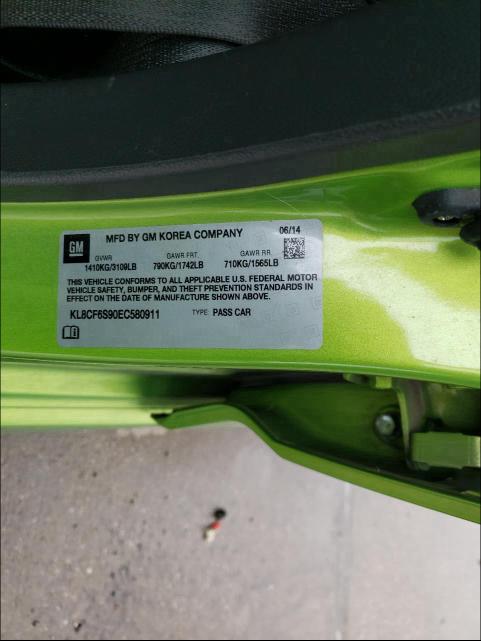 GM
MFD BY GM KOREA COMPANY
06/14
GVWR
GAWR FRT.
GAWR RR.
1410KG/3109LB
790KG/1742LB
710KG/1565LB
THIS VEHICLE CONFORMS TO ALL APPLICABLE U.S. FEDERAL MOTOR
VEHICLE SAFETY, BUMPER, AND THEFT PREVENTION STANDARDS IN
EFFECT ON THE DATE OF MANUFACTURE SHOWN ABOVE.
KL8CF6S90EC580911
TYPE: PASS CAR